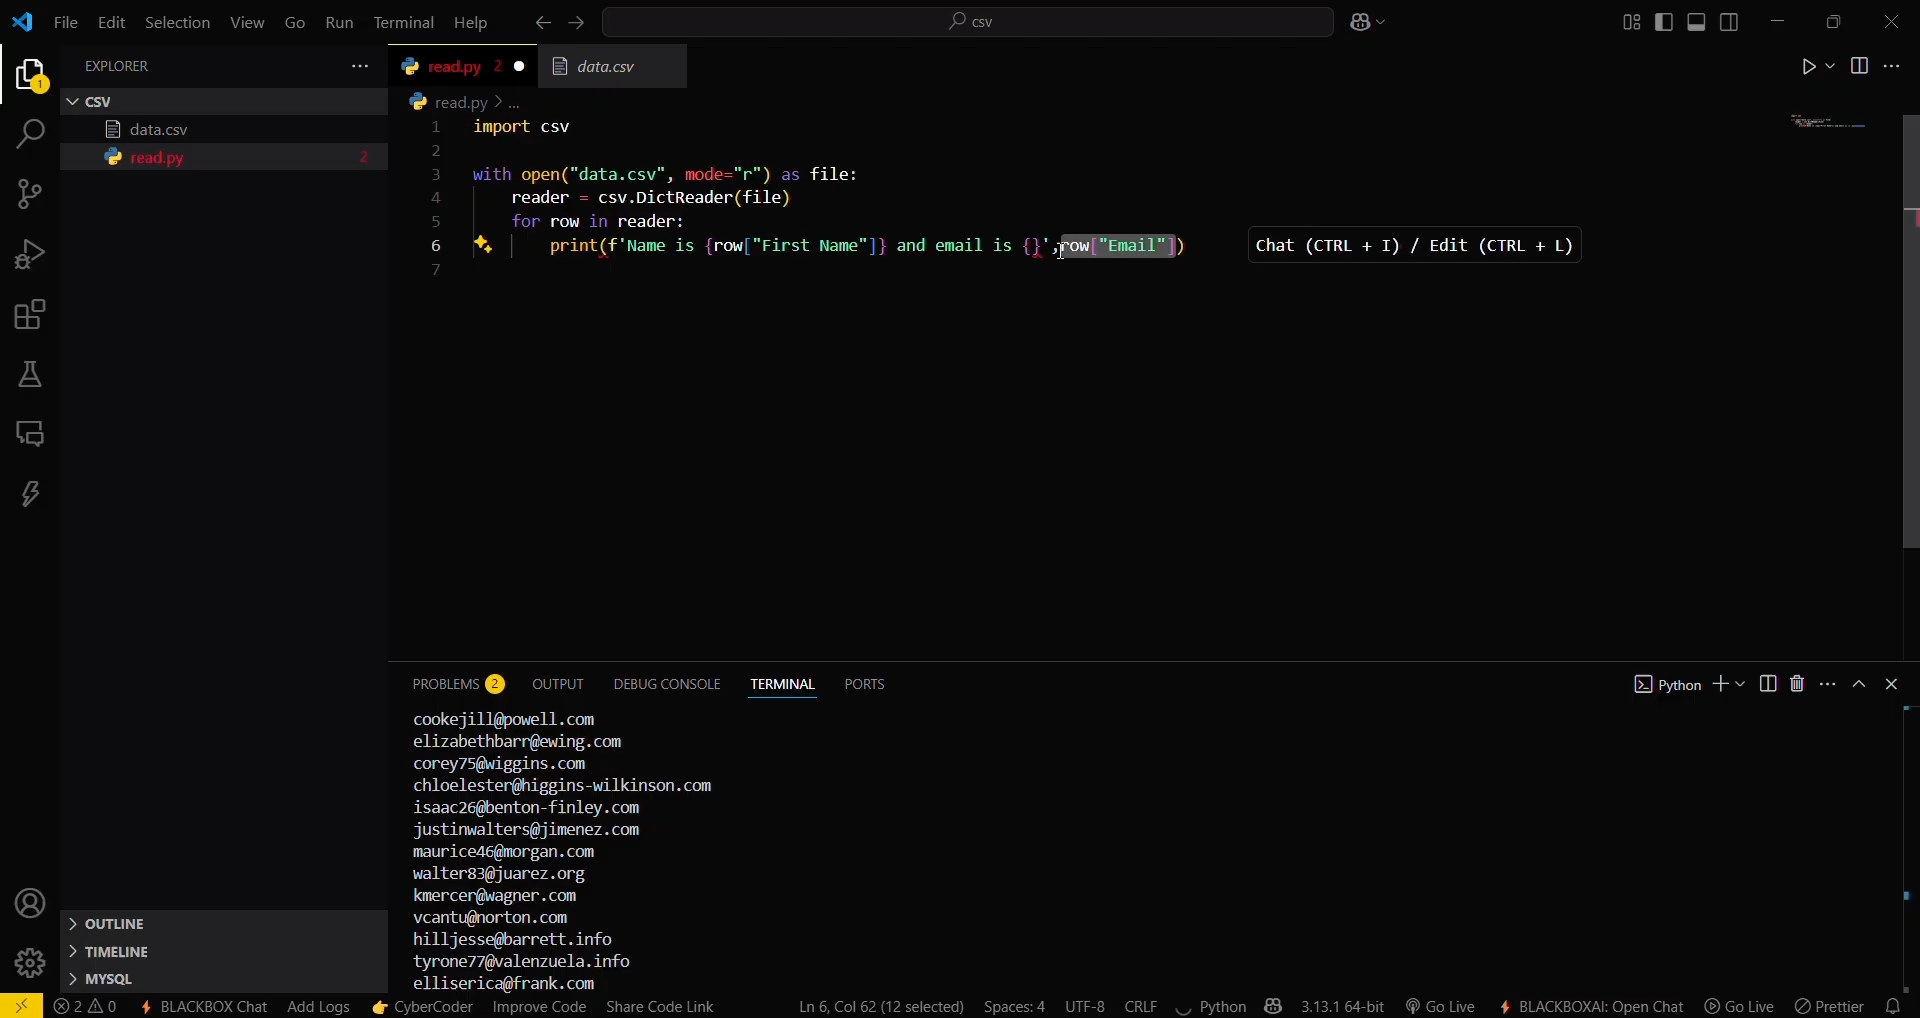 File Edit Selection View Go Run Terminal Help csv
EXPLORER
CSV
data.csv
read.py 2
OUTLINE
TIMELINE
MYSQL
1
read.py 2 data.csv
read.py > ...
1 import csv
2
3 with open("data.csv", mode="r") as file:
4 reader = csv.DictReader(file)
5 for row in reader:
6 print(f'Name is {row["First Name"]} and email is {}',row["Email"]) Chat (CTRL + I) / Edit (CTRL + L)
7
PROBLEMS 2 OUTPUT DEBUG CONSOLE TERMINAL PORTS Python
cookejill@powell.com
elizabethbarr@ewing.com
corey75@wiggins.com
chloelester@higgins-wilkinson.com
isaac26@benton-finley.com
justinwalters@jimenez.com
maurice46@morgan.com
walter83@juarez.org
kmercer@wagner.com
vcantu@norton.com
hilljesse@barrett.info
tyrone77@valenzuela.info
elliserica@frank.com
2 0 BLACKBOX Chat Add Logs CyberCoder Improve Code Share Code Link Ln 6, Col 62 (12 selected) Spaces: 4 UTF-8 CRLF Python 3.13.1 64-bit Go Live BLACKBOXAI: Open Chat Go Live Prettier